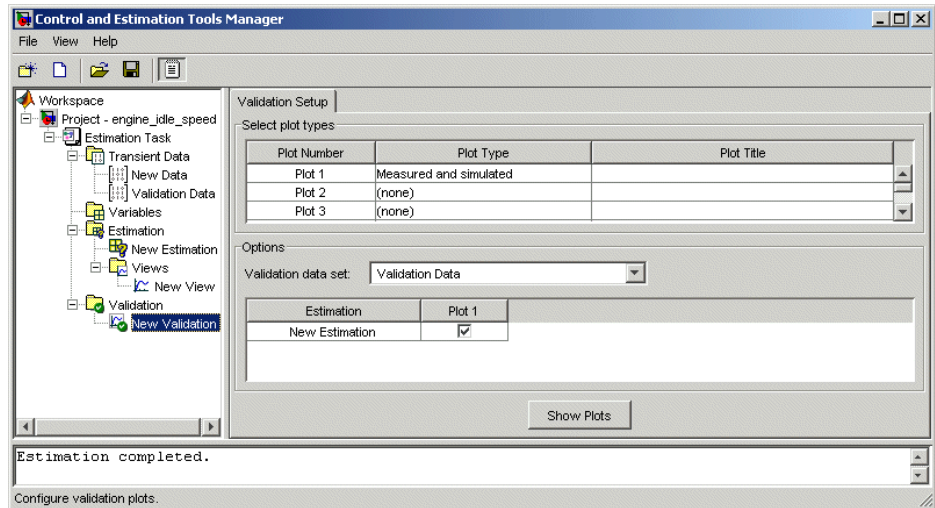 Control and Estimation Tools Manager
File View Help
Workspace
Project - engine_idle_speed
Estimation Task
Transient Data
New Data
Validation Data
Variables
Estimation
New Estimation
Views
New View
Validation
New Validation
Validation Setup
Select plot types
Plot Number Plot Type Plot Title
Plot 1 Measured and simulated
Plot 2 (none)
Plot 3 (none)
Options
Validation data set: Validation Data
Estimation Plot 1
New Estimation
Show Plots
Estimation completed.
Configure validation plots.